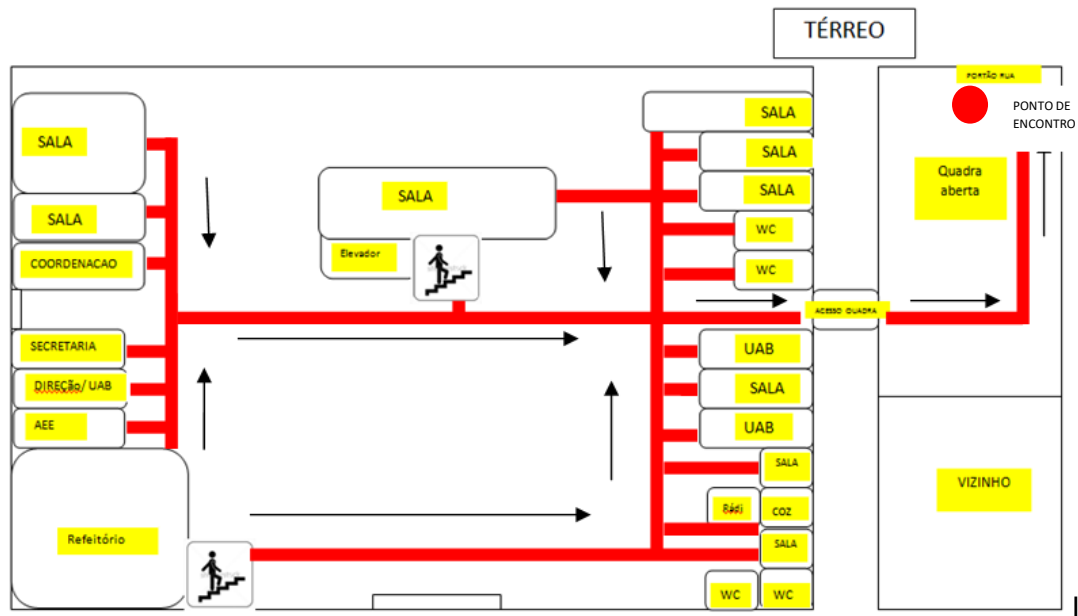 TÉRREO
PORTÃO RUA
PONTO DE
ENCONTRO
SALA
SALA
SALA
SALA
SALA
Quadra
aberta
SALA
WC
COORDENACAO
Elevador
WC
ACESSO QUADRA
SECRETARIA
UAB
DIREÇão/ UAB
SALA
AEE
UAB
SALA
VIZINHO
Rádi
COZ
Refeitório
SALA
WC
WC